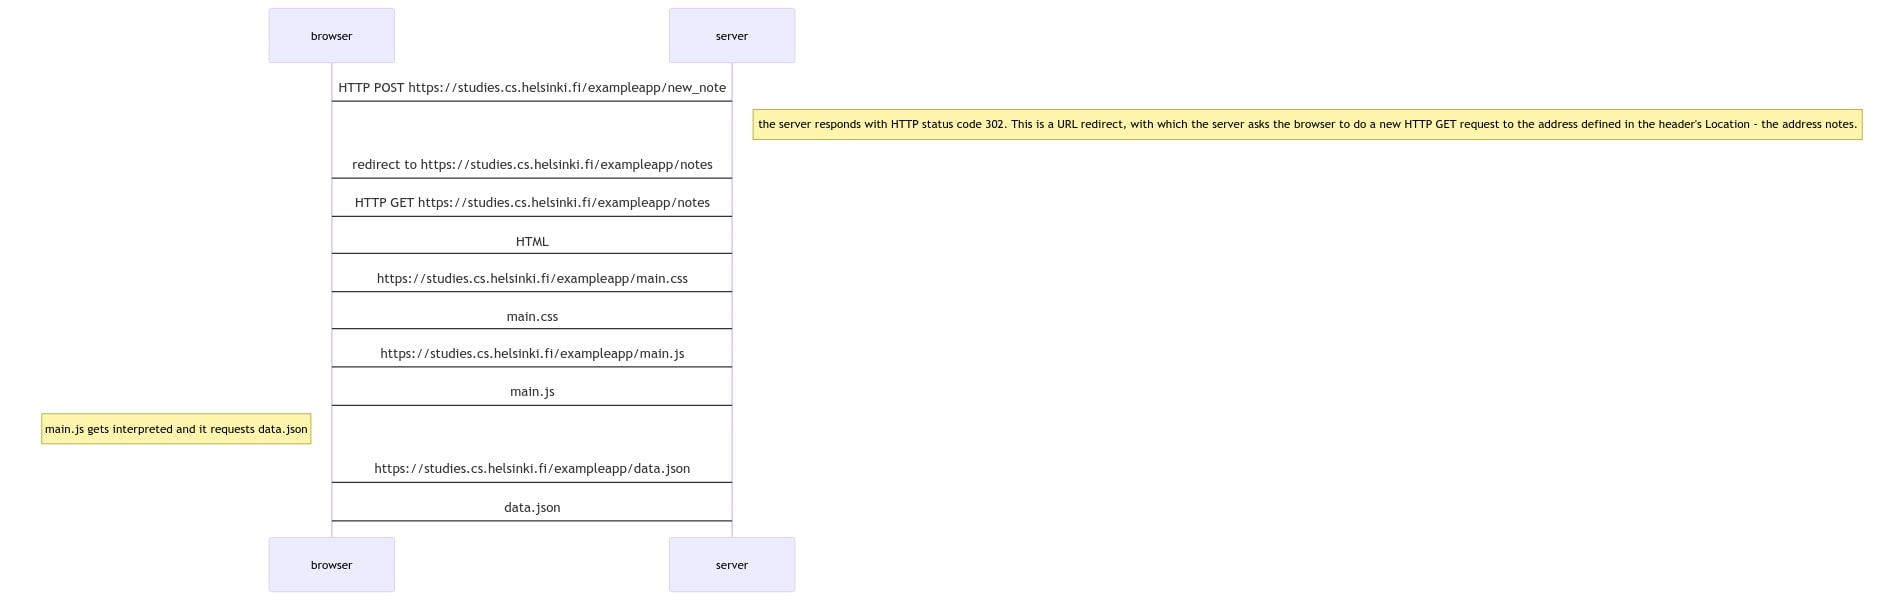 browser
server
HTTP POST https://studies.cs.helsinki.fi/exampleapp/new_note
the server responds with HTTP status code 302. This is a URL redirect, with which the server asks the browser to do a new HTTP GET request to the address defined in the header's Location - the address notes.
redirect to https://studies.cs.helsinki.fi/exampleapp/notes
HTTP GET https://studies.cs.helsinki.fi/exampleapp/notes
HTML
https://studies.cs.helsinki.fi/exampleapp/main.css
main.css
https://studies.cs.helsinki.fi/exampleapp/main.js
main.js
main.js gets interpreted and it requests data.json
https://studies.cs.helsinki.fi/exampleapp/data.json
data.json
browser
server